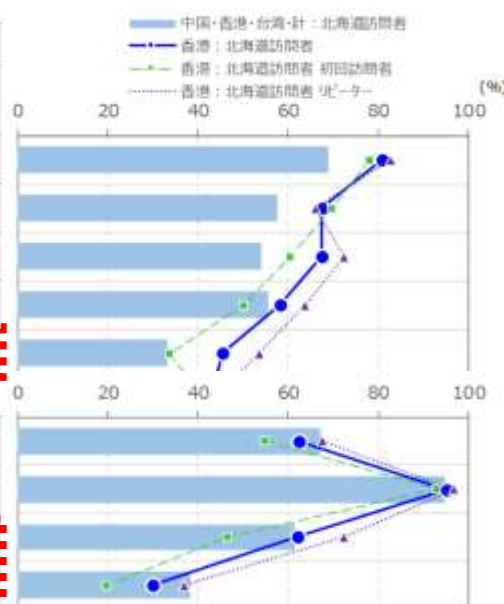 中国・香港・台湾・計：北海道訪問者
香港：北海道訪問者
香港：北海道訪問者 初回訪問者
香港：北海道訪問者 リピーター
(%)
0 20 40 60 80 100
0 20 40 60 80 100